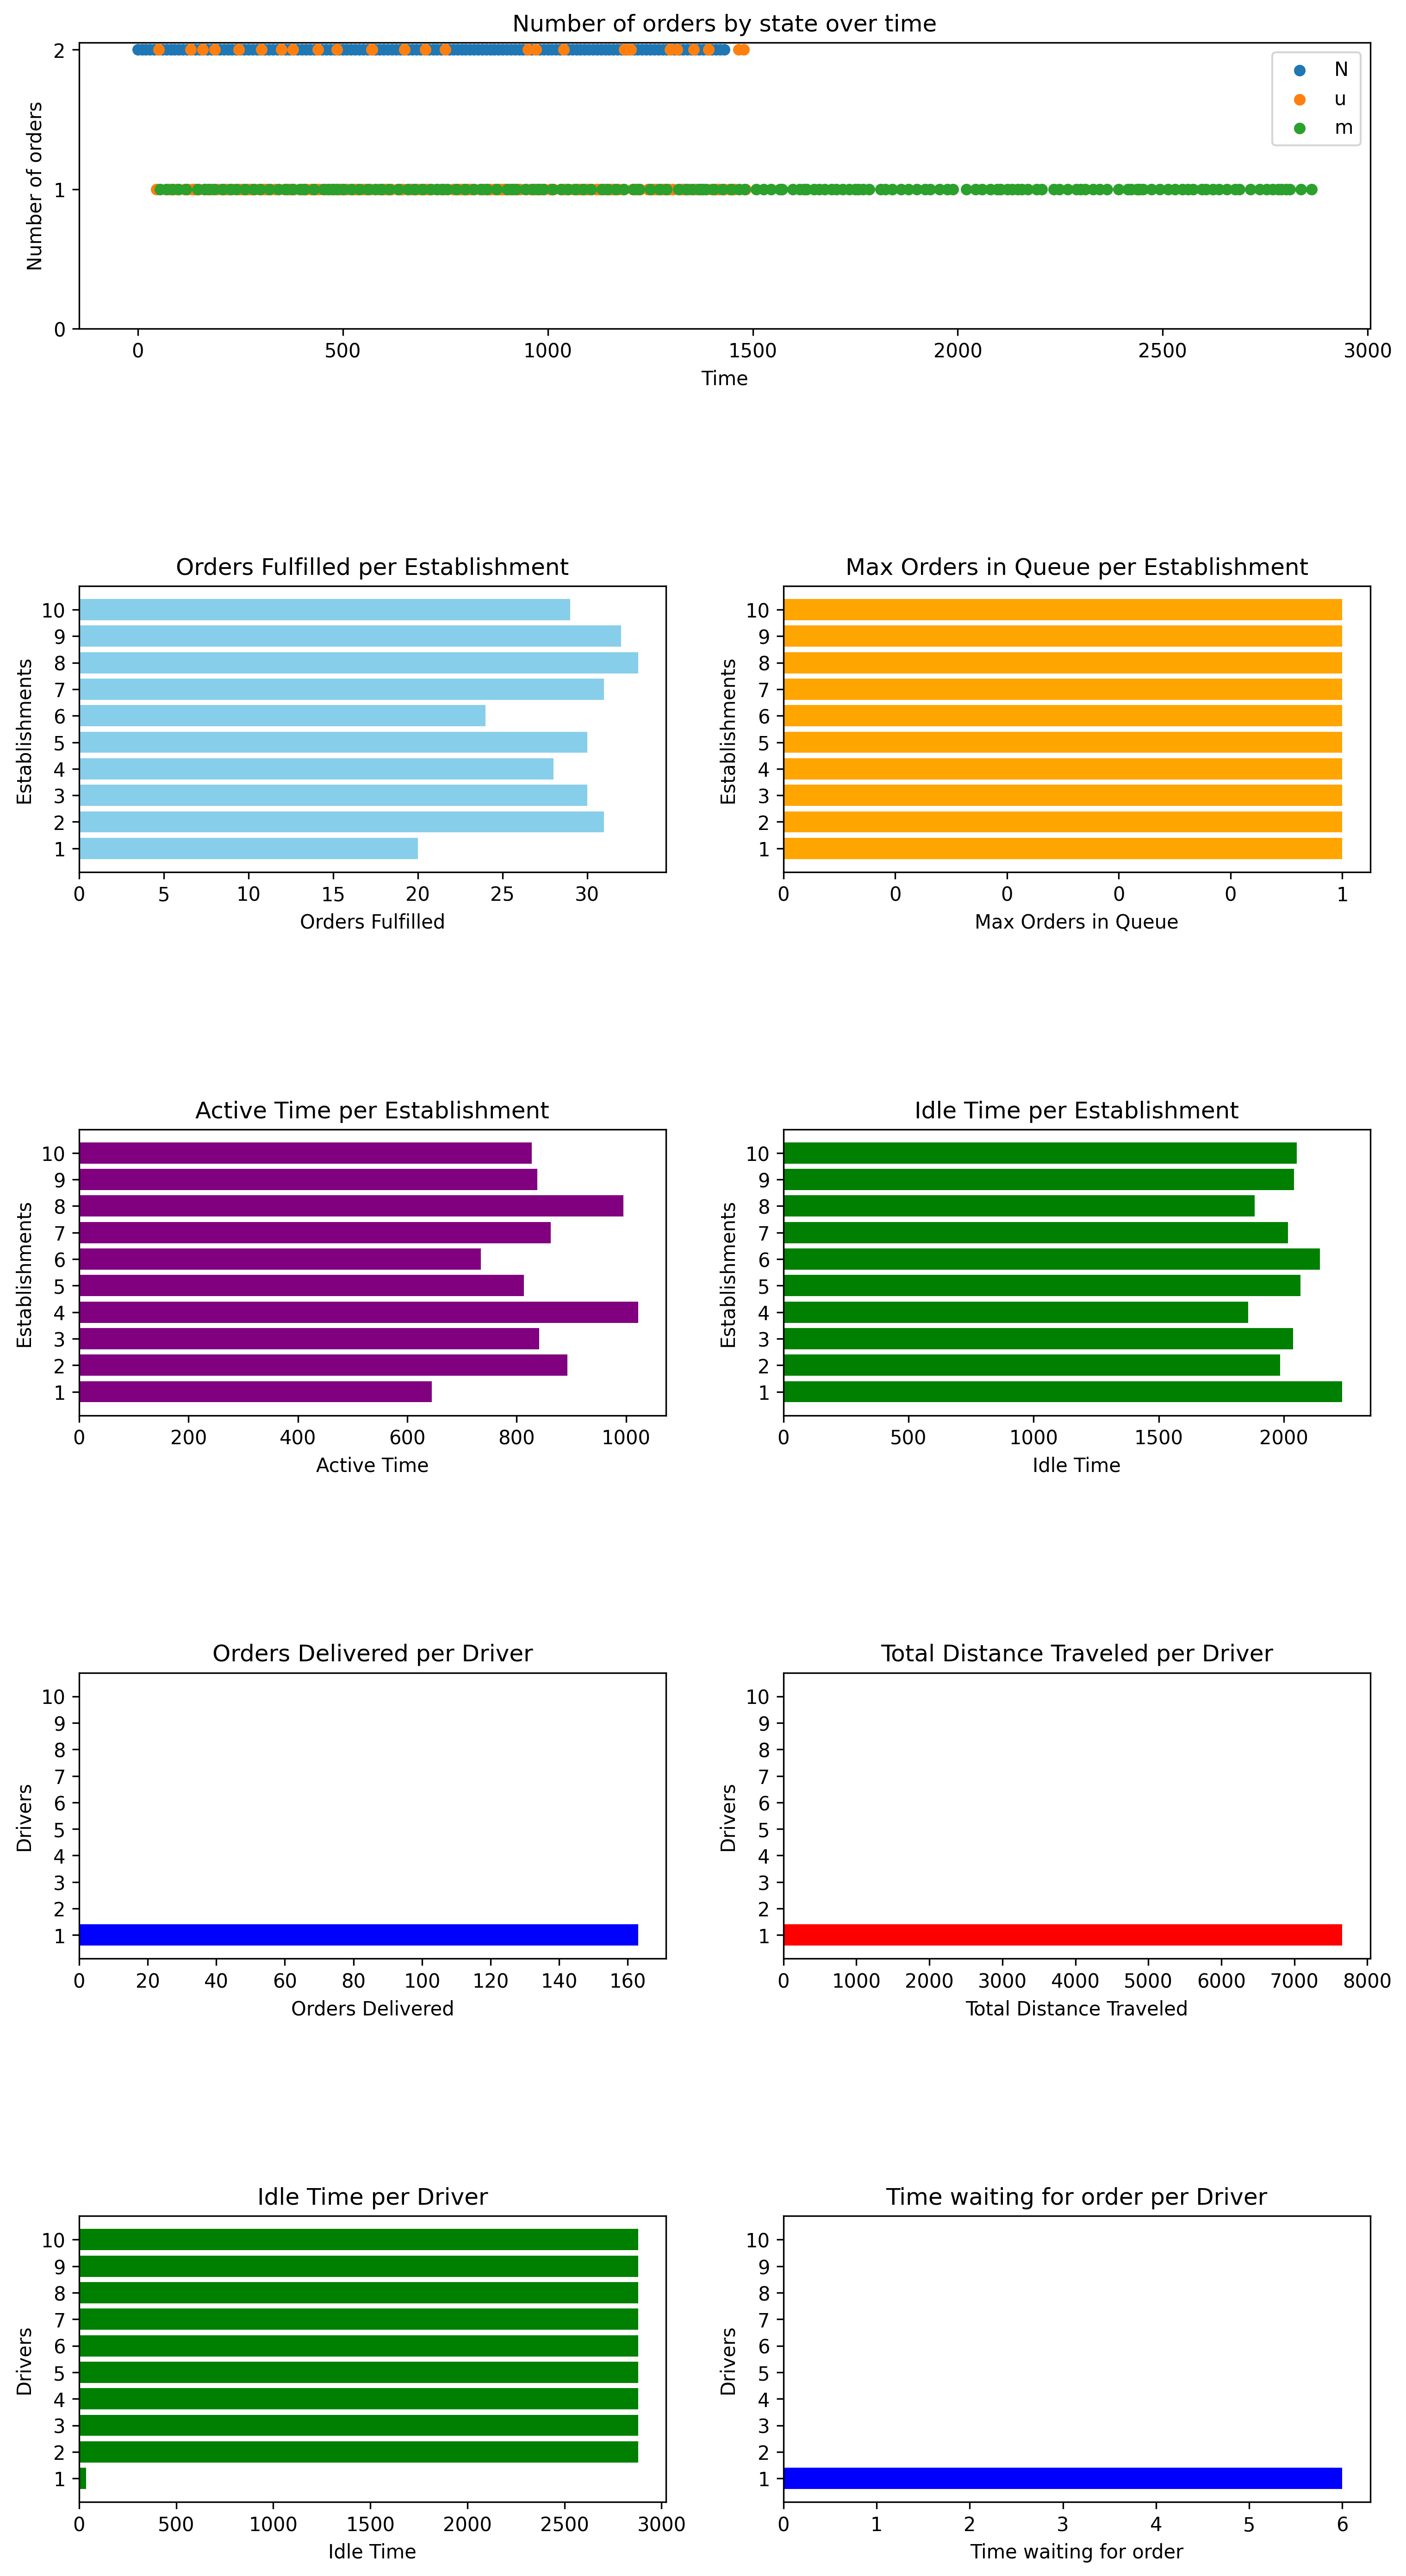 Number of orders by state over time
Number of orders
2
1
0
N
u
m
0 500 1000 1500 2000 2500 3000
Time
Orders Fulfilled per Establishment
Establishments
10
9
8
7
6
5
4
3
2
1
0 5 10 15 20 25 30
Orders Fulfilled
Max Orders in Queue per Establishment
Establishments
10
9
8
7
6
5
4
3
2
1
0 0 0 0 0 1
Max Orders in Queue
Active Time per Establishment
Establishments
10
9
8
7
6
5
4
3
2
1
0 200 400 600 800 1000
Active Time
Idle Time per Establishment
Establishments
10
9
8
7
6
5
4
3
2
1
0 500 1000 1500 2000
Idle Time
Orders Delivered per Driver
Drivers
10
9
8
7
6
5
4
3
2
1
0 20 40 60 80 100 120 140 160
Orders Delivered
Total Distance Traveled per Driver
Drivers
10
9
8
7
6
5
4
3
2
1
0 1000 2000 3000 4000 5000 6000 7000 8000
Total Distance Traveled
Idle Time per Driver
Drivers
10
9
8
7
6
5
4
3
2
1
0 500 1000 1500 2000 2500 3000
Idle Time
Time waiting for order per Driver
Drivers
10
9
8
7
6
5
4
3
2
1
0 1 2 3 4 5 6
Time waiting for order